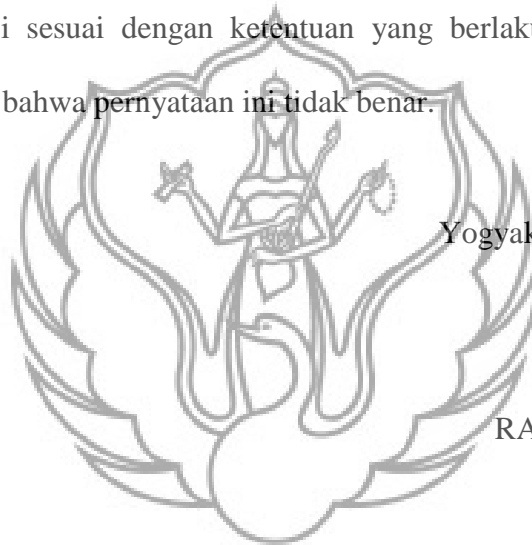 i sesuai dengan ketentuan yang berlaku
bahwa pernyataan ini tidak benar.
Yogyak
RA